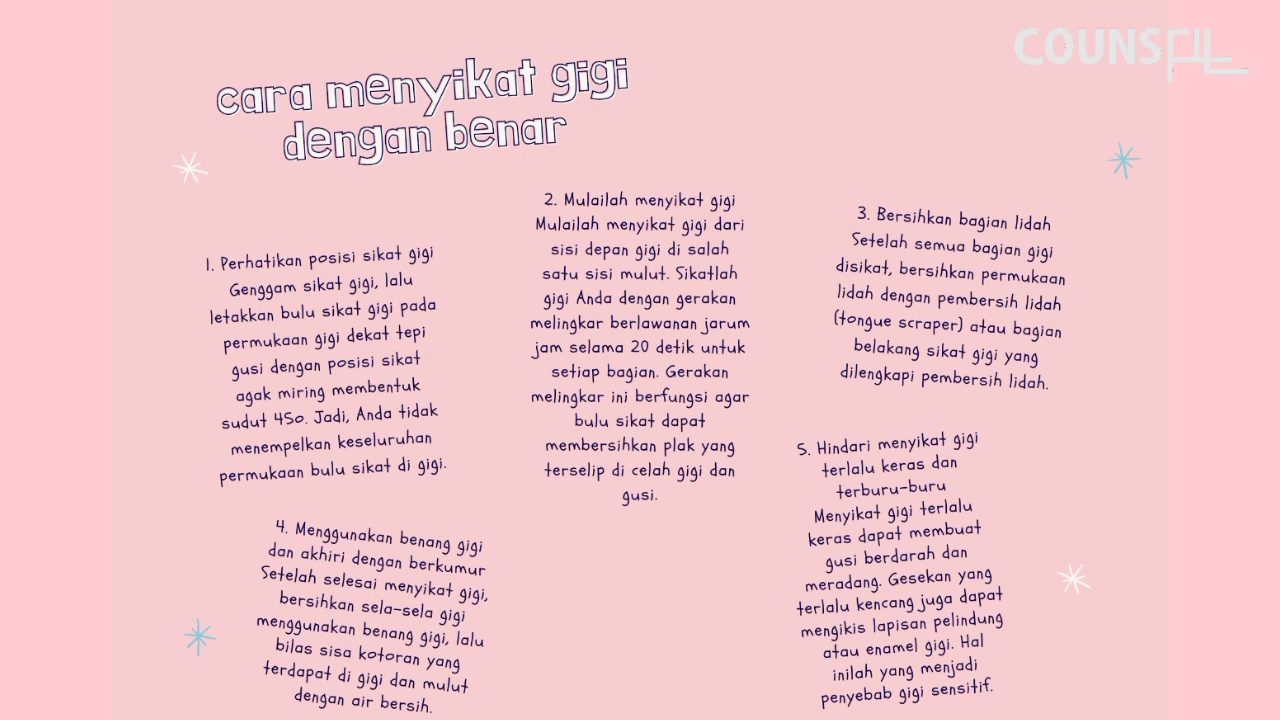 COUNSFIL
cara menyikat gigi
dengan benar
1. Perhatikan posisi sikat gigi
Genggam sikat gigi, lalu
letakkan bulu sikat gigi pada
permukaan gigi dekat tepi
gusi dengan posisi sikat
agak miring membentuk
sudut 45o. Jadi, Anda tidak
menempelkan keseluruhan
permukaan bulu sikat di gigi.
2. Mulailah menyikat gigi
Mulailah menyikat gigi dari
sisi depan gigi di salah
satu sisi mulut. Sikatlah
gigi Anda dengan gerakan
melingkar berlawanan jarum
jam selama 20 detik untuk
setiap bagian. Gerakan
melingkar ini berfungsi agar
bulu sikat dapat
membersihkan plak yang
terselip di celah gigi dan
gusi.
3. Bersihkan bagian lidah
Setelah semua bagian gigi
disikat, bersihkan permukaan
lidah dengan pembersih lidah
(tongue scraper) atau bagian
belakang sikat gigi yang
dilengkapi pembersih lidah.
4. Menggunakan benang gigi
dan akhiri dengan berkumur
Setelah selesai menyikat gigi,
bersihkan sela-sela gigi
menggunakan benang gigi, lalu
bilas sisa kotoran yang
terdapat di gigi dan mulut
dengan air bersih.
5. Hindari menyikat gigi
terlalu keras dan
terburu-buru
Menyikat gigi terlalu
keras dapat membuat
gusi berdarah dan
meradang. Gesekan yang
terlalu kencang juga dapat
mengikis lapisan pelindung
atau enamel gigi. Hal
inilah yang menjadi
penyebab gigi sensitif.